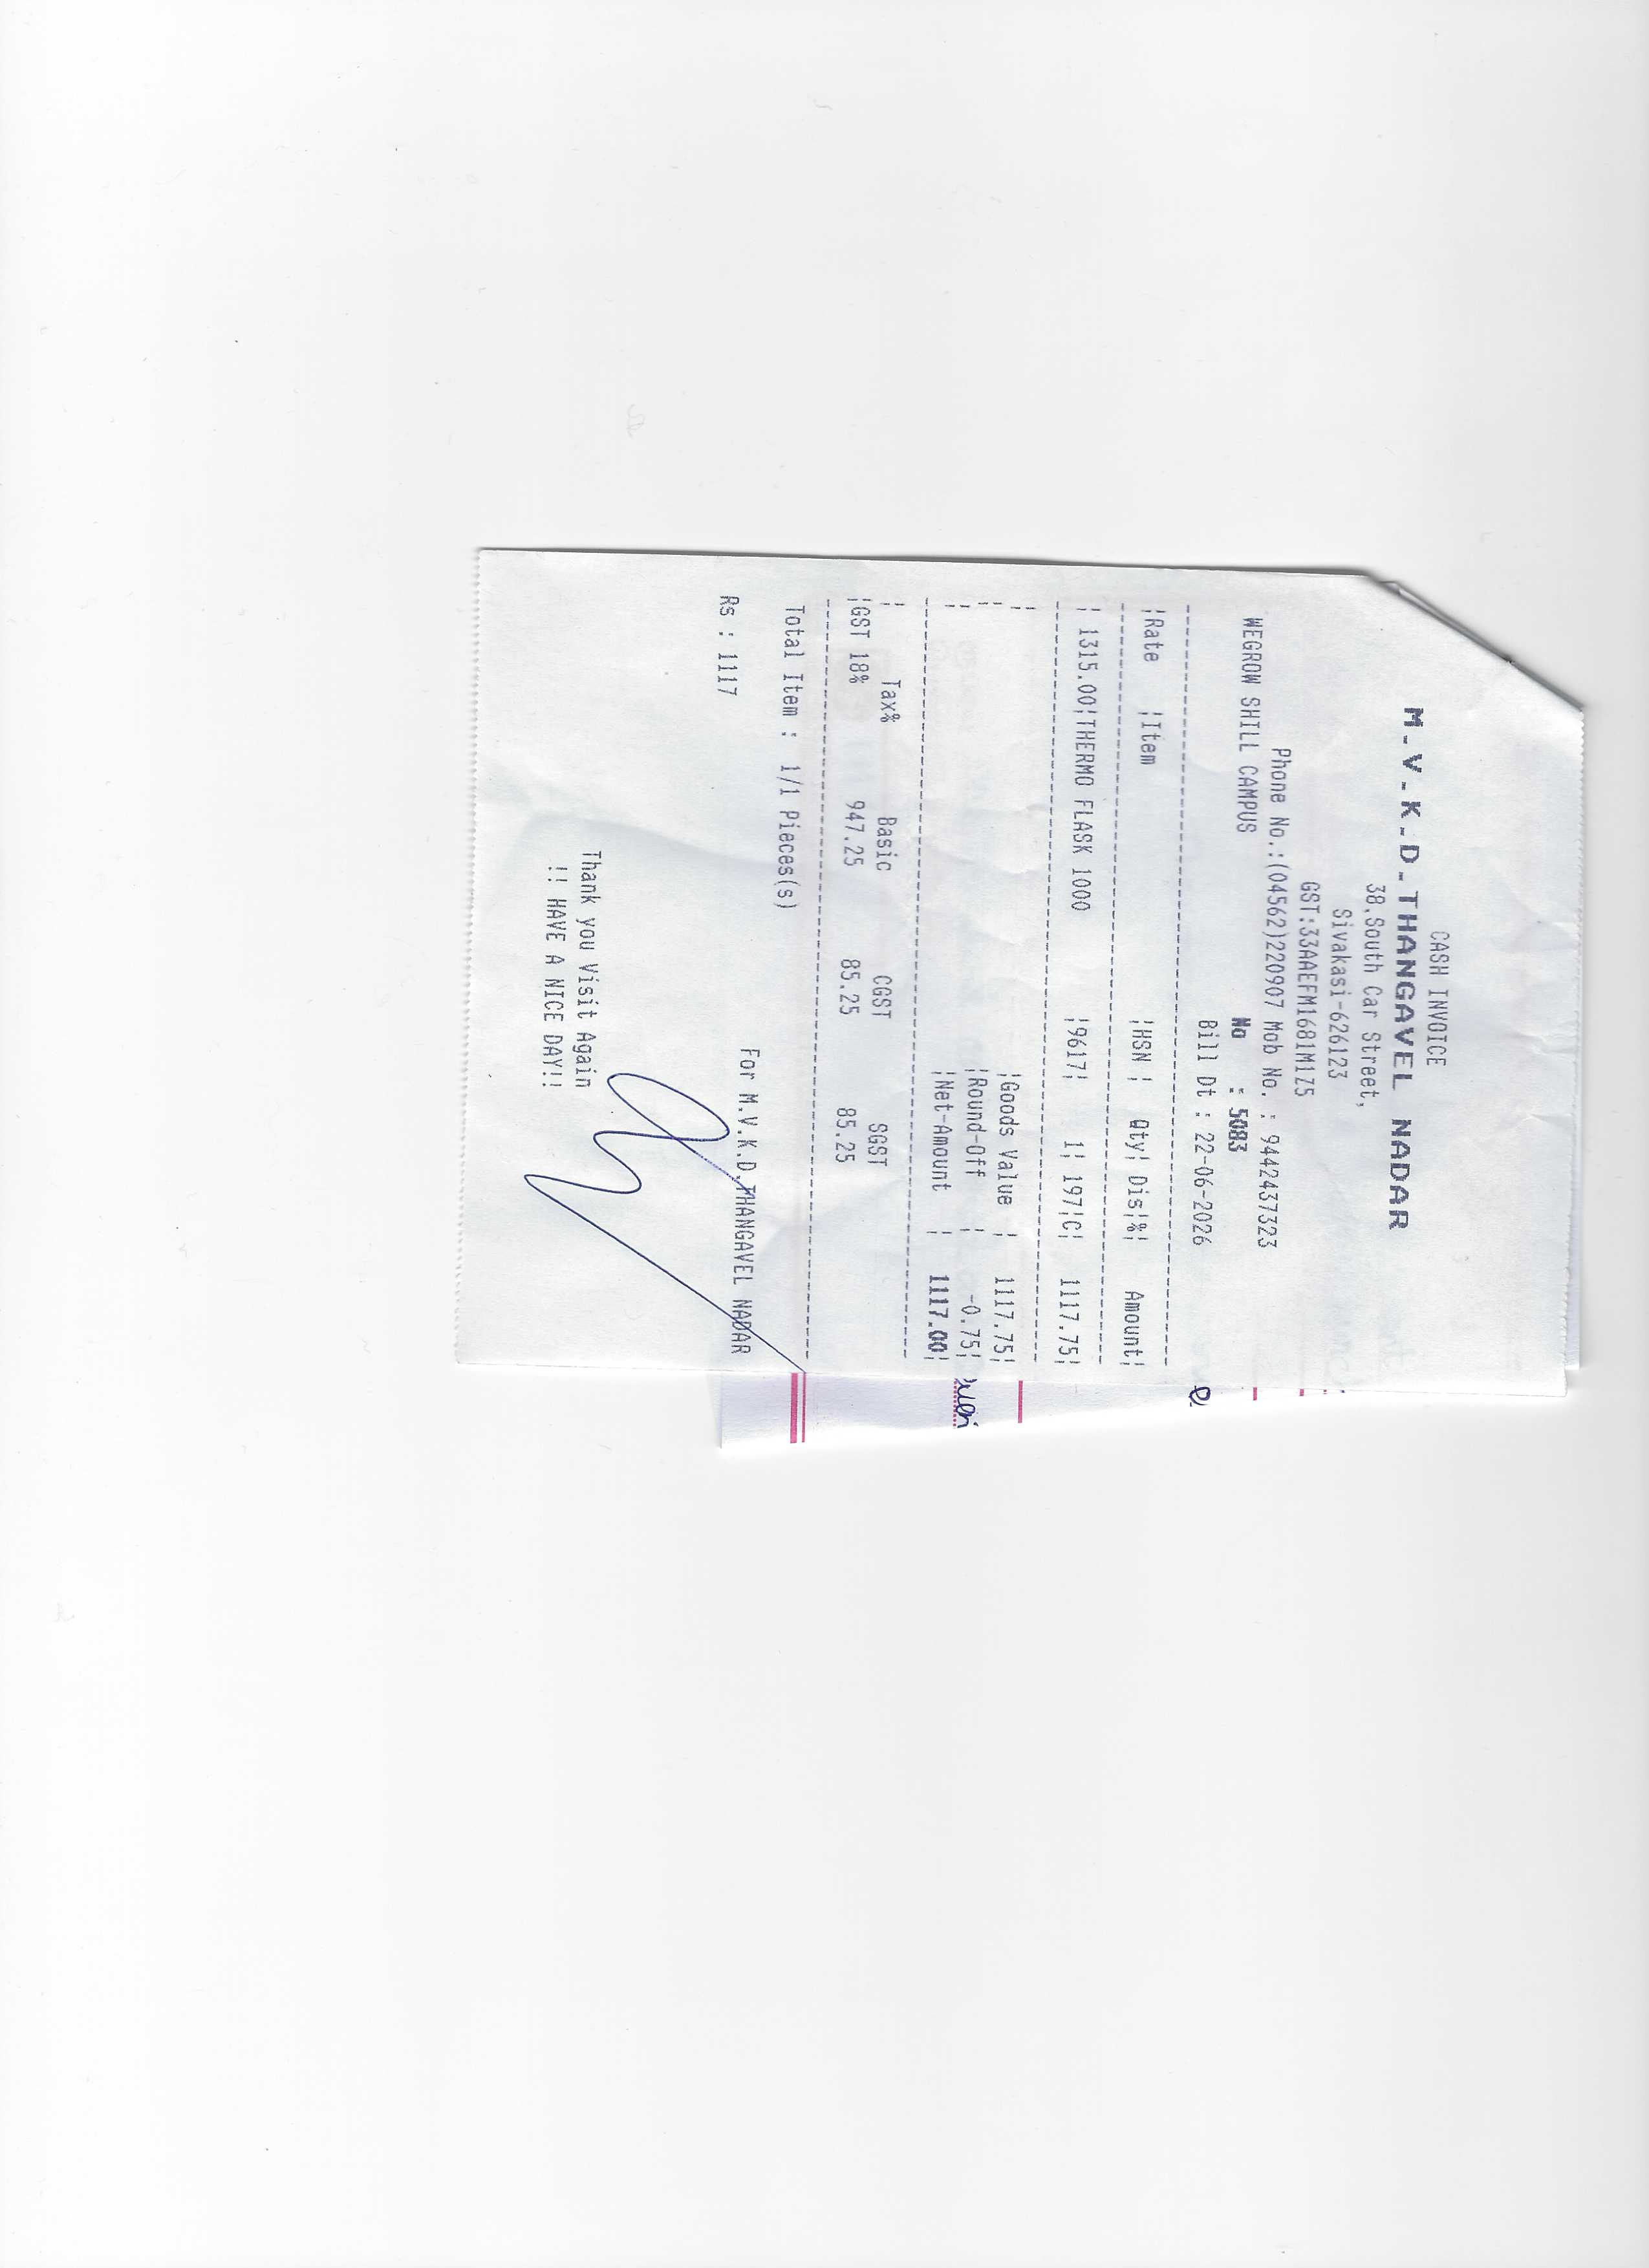 CASH INVOICE
M.V.K.D.THANGAVEL NADAR
38,South Car Street,
Sivakasi-626123
GST:33AAEFM1681M1Z5
Phone No.:(04562)220907 Mob No. : 9442437323
WEGROW SHILL CAMPUS No : 5083
Bill Dt : 22-06-2026
|Rate |Item |HSN | Qty| Dis|%| Amount|
| 1315.00|THERMO FLASK 1000 |9617| 1| 197|C| 1117.75|
| |Goods Value | 1117.75|
| |Round-Off | -0.75|
| |Net-Amount | 1117.00|
| Tax% Basic CGST SGST
|GST 18% 947.25 85.25 85.25
Total Item : 1/1 Pieces(s)
For M.V.K.D.THANGAVEL NADAR
Rs : 1117
Thank you Visit Again
!! HAVE A NICE DAY!!